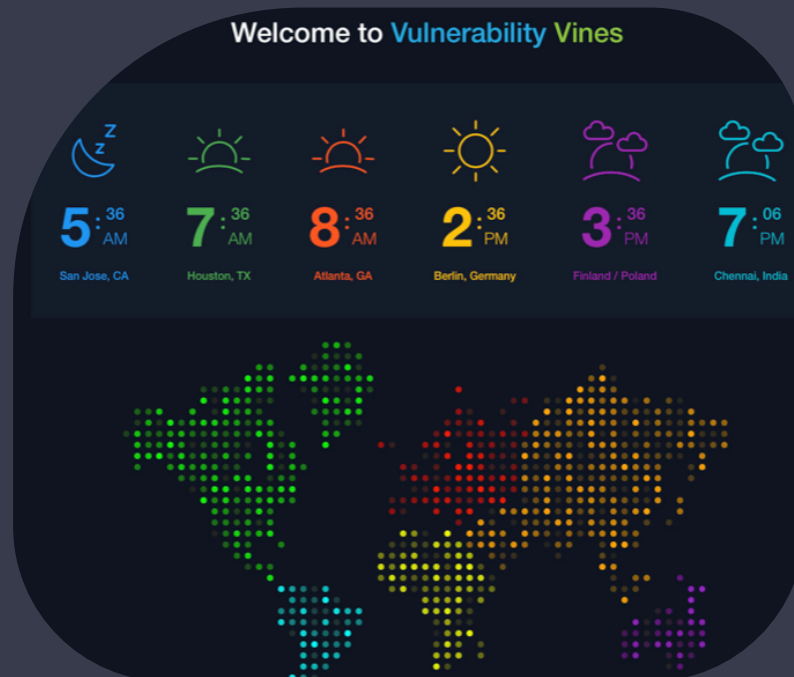 Welcome to Vulnerability Vines
Z
Z
5:36 AM
7:36 AM
8:36 AM
2:36 PM
3:36 PM
7:06 PM
San Jose, CA
Houston, TX
Atlanta, GA
Berlin, Germany
Finland / Poland
Chennai, India